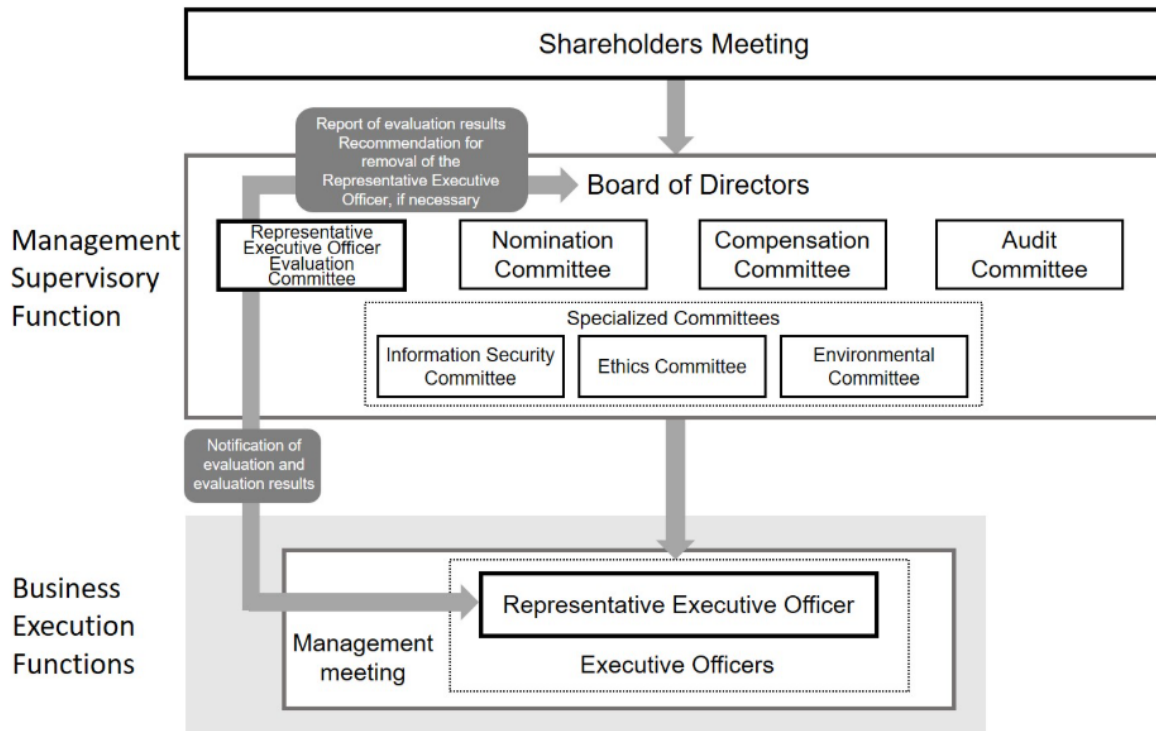 Shareholders Meeting
Report of evaluation results
Recommendation for
removal of the
Representative Executive
Officer, if necessary
Board of Directors
Management
Supervisory
Function
Representative
Executive Officer
Evaluation
Committee
Nomination
Committee
Compensation
Committee
Audit
Committee
Specialized Committees
Information Security
Committee
Ethics Committee
Environmental
Committee
Notification of
evaluation and
evaluation results
Business
Execution
Functions
Representative Executive Officer
Management
meeting
Executive Officers